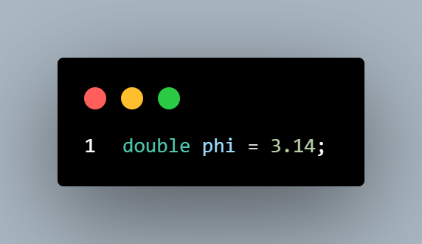 1 double phi = 3.14;